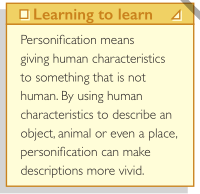 Learning to learn
Personification means
giving human characteristics
to something that is not
human. By using human
characteristics to describe an
object, animal or even a place,
personification can make
descriptions more vivid.